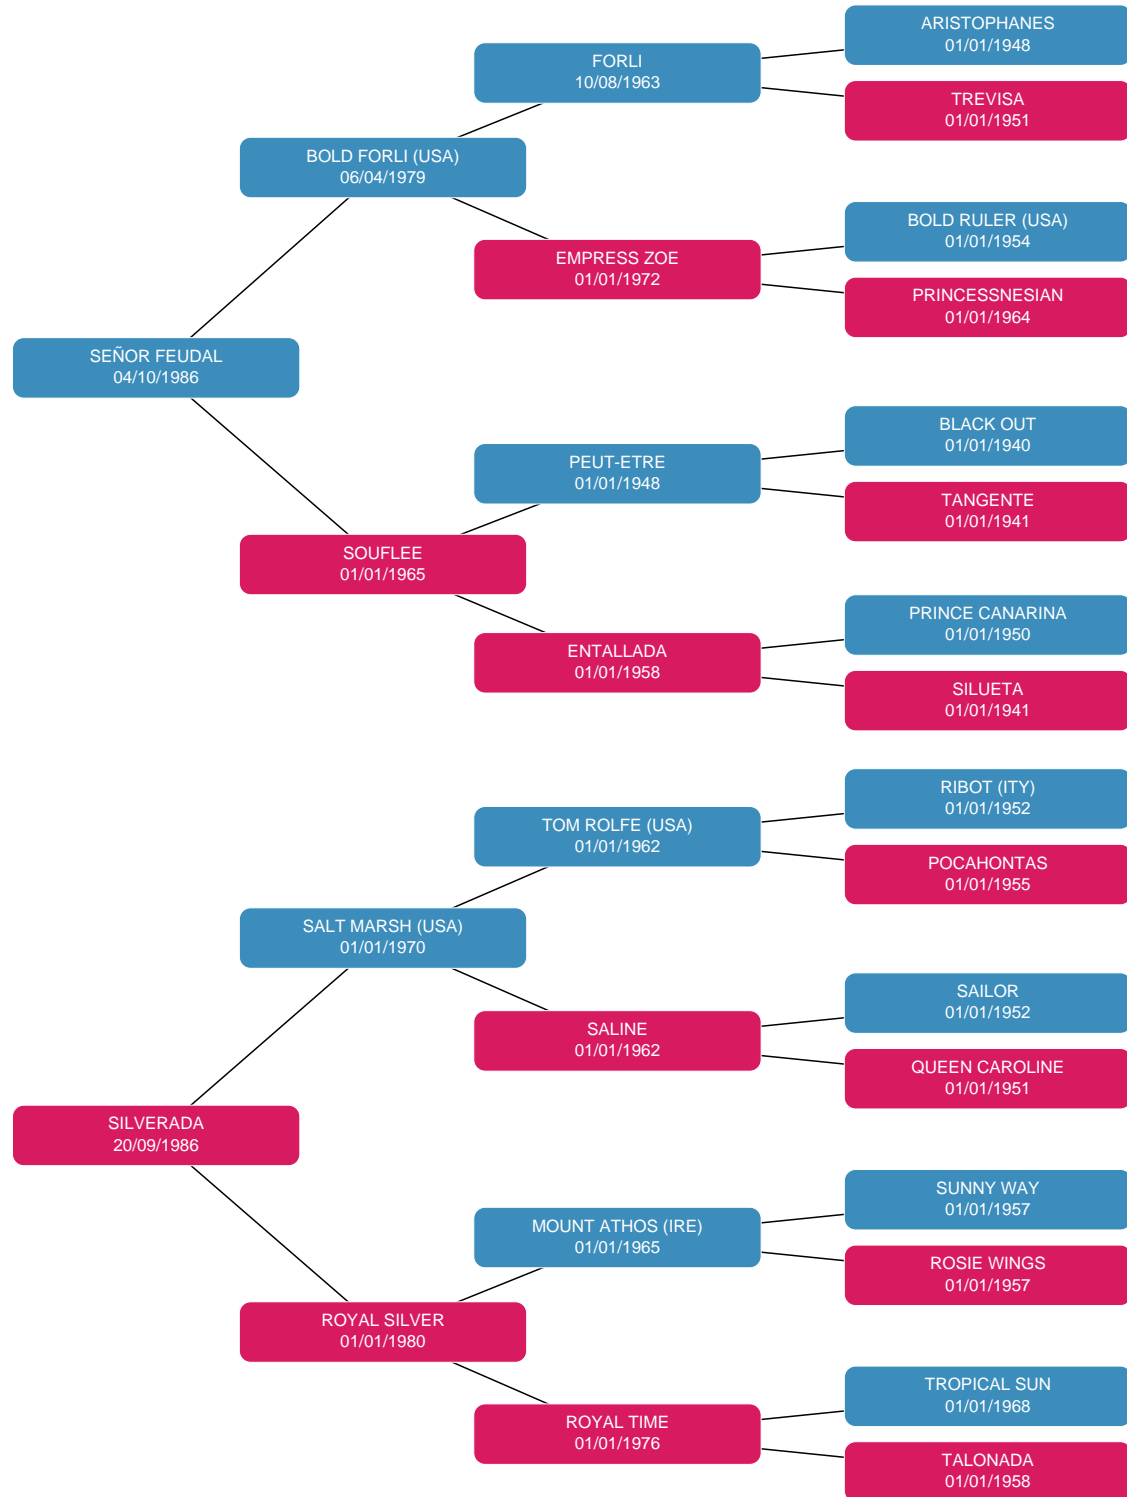 ARISTOPHANES
01/01/1948
FORLI
10/08/1963
TREVISA
01/01/1951
BOLD FORLI (USA)
06/04/1979
BOLD RULER (USA)
01/01/1954
EMPRESS ZOE
01/01/1972
PRINCESSNESIAN
01/01/1964
SEÑOR FEUDAL
04/10/1986
BLACK OUT
01/01/1940
PEUT-ETRE
01/01/1948
TANGENTE
01/01/1941
SOUFLEE
01/01/1965
PRINCE CANARINA
01/01/1950
ENTALLADA
01/01/1958
SILUETA
01/01/1941
RIBOT (ITY)
01/01/1952
TOM ROLFE (USA)
01/01/1962
POCAHONTAS
01/01/1955
SALT MARSH (USA)
01/01/1970
SAILOR
01/01/1952
SALINE
01/01/1962
QUEEN CAROLINE
01/01/1951
SILVERADA
20/09/1986
SUNNY WAY
01/01/1957
MOUNT ATHOS (IRE)
01/01/1965
ROSIE WINGS
01/01/1957
ROYAL SILVER
01/01/1980
TROPICAL SUN
01/01/1968
ROYAL TIME
01/01/1976
TALONADA
01/01/1958